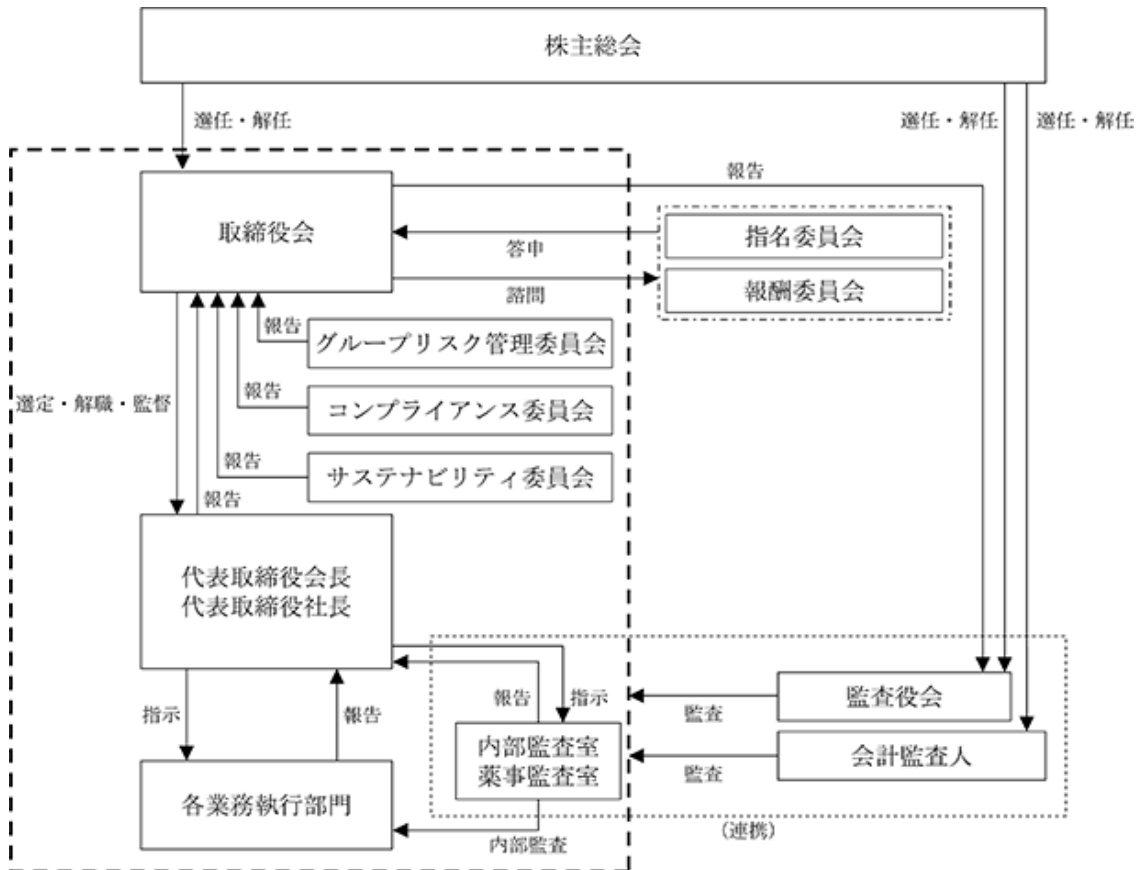 株主総会
選任・解任
選任・解任
選任・解任
取締役会
報告
答申
諮問
指名委員会
報酬委員会
報告
グループリスク管理委員会
選定・解職・監督
報告
コンプライアンス委員会
報告
サステナビリティ委員会
報告
代表取締役会長
代表取締役社長
指示
報告
報告
指示
内部監査室
薬事監査室
監査
監査役会
監査
会計監査人
各業務執行部門
内部監査
(連携)